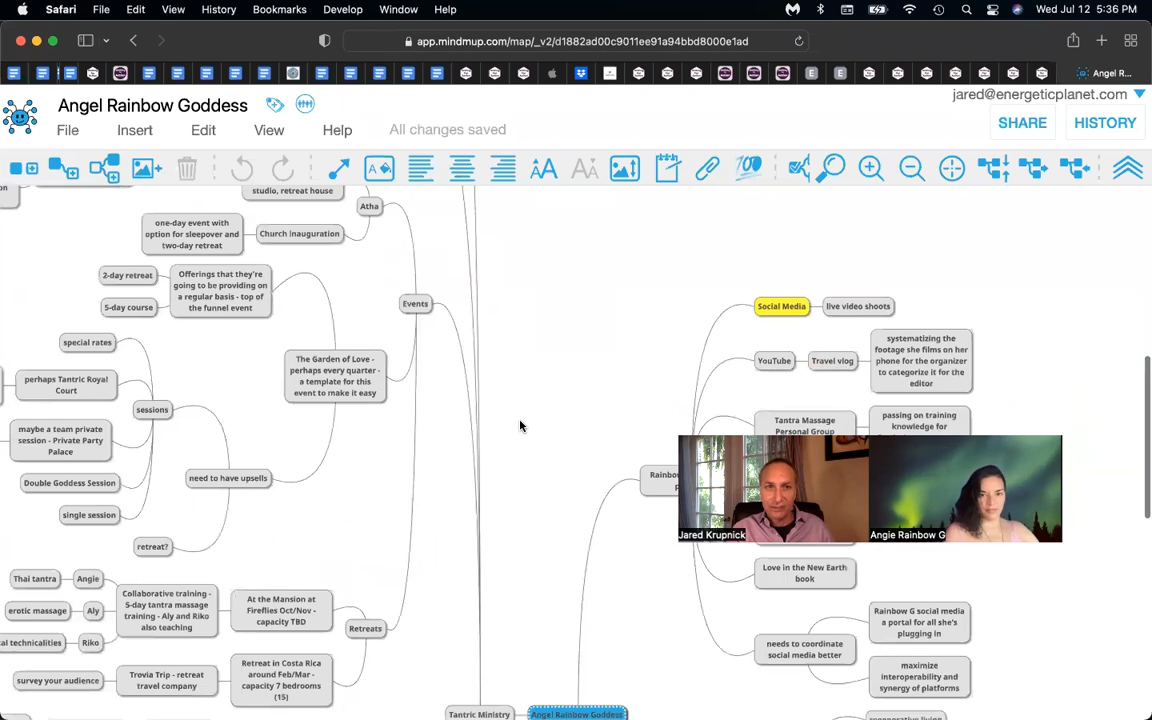 Safari File Edit View History Bookmarks Develop Window Help Wed Jul 12 5:36 PM
app.mindmup.com/map/_v2/d1882ad00c9011ee91a94bbd8000e1ad
Angel R...
Angel Rainbow Goddess
jared@energeticplanet.com
File Insert Edit View Help All changes saved
SHARE HISTORY
studio, retreat house
Atha
one-day event with
option for sleepover and
two-day retreat
Church inauguration
2-day retreat
5-day course
Offerings that they're
going to be providing on
a regular basis - top of
the funnel event
Events
special rates
The Garden of Love -
perhaps every quarter -
a template for this
event to make it easy
perhaps Tantric Royal
Court
sessions
maybe a team private
session - Private Party
Palace
need to have upsells
Double Goddess Session
single session
retreat?
Thai tantra
Angie
erotic massage
Aly
cal technicalities
Riko
Collaborative training -
5-day tantra massage
training - Aly and Riko
also teaching
At the Mansion at
Fireflies Oct/Nov -
capacity TBD
Retreats
survey your audience
Trovia Trip - retreat
travel company
Retreat in Costa Rica
around Feb/Mar -
capacity 7 bedrooms
(15)
Tantric Ministry
Angel Rainbow Goddess
Social Media
live video shoots
YouTube
Travel vlog
systematizing the
footage she films on her
phone for the organizer
to categorize it for the
editor
Tantra Massage
Personal Group
passing on training
knowledge for
Jared Krupnick
Angie Rainbow G
Love in the New Earth
book
needs to coordinate
social media better
Rainbow G social media
a portal for all she's
plugging in
maximize
interoperability and
synergy of platforms
regenerative living